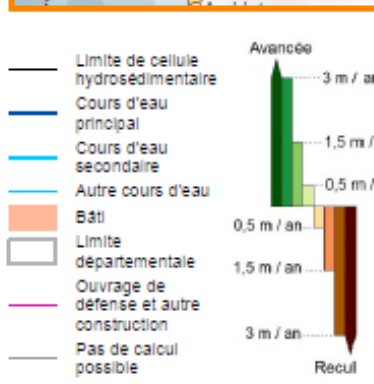 Limite de cellule
hydrosédimentaire
Cours d'eau
principal
Cours d'eau
secondaire
Autre cours d'eau
Bâti
Limite
départementale
Ouvrage de
défense et autre
construction
Pas de calcul
possible
Avancée
3 m / an
1,5 m /
0,5 m /
0,5 m / an
1,5 m / an
3 m / an
Recul